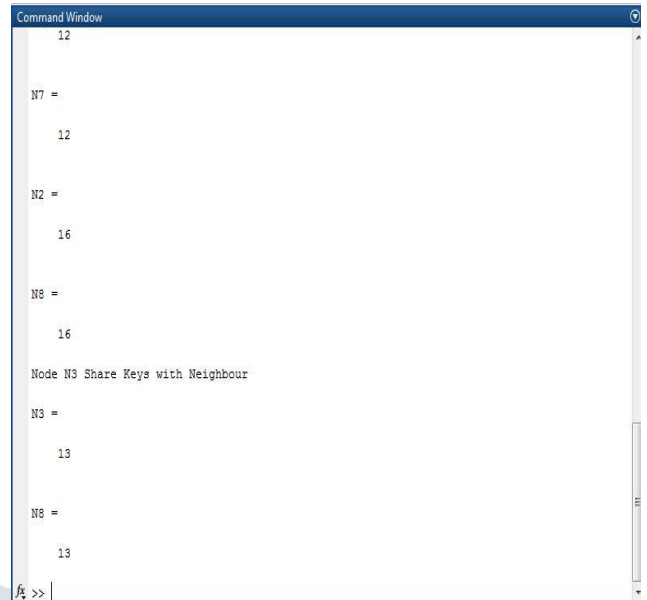 Command Window
12
N7 =
12
N2 =
16
N8 =
16
Node N3 Share Keys with Neighbour
N3 =
13
N8 =
13
fx >>